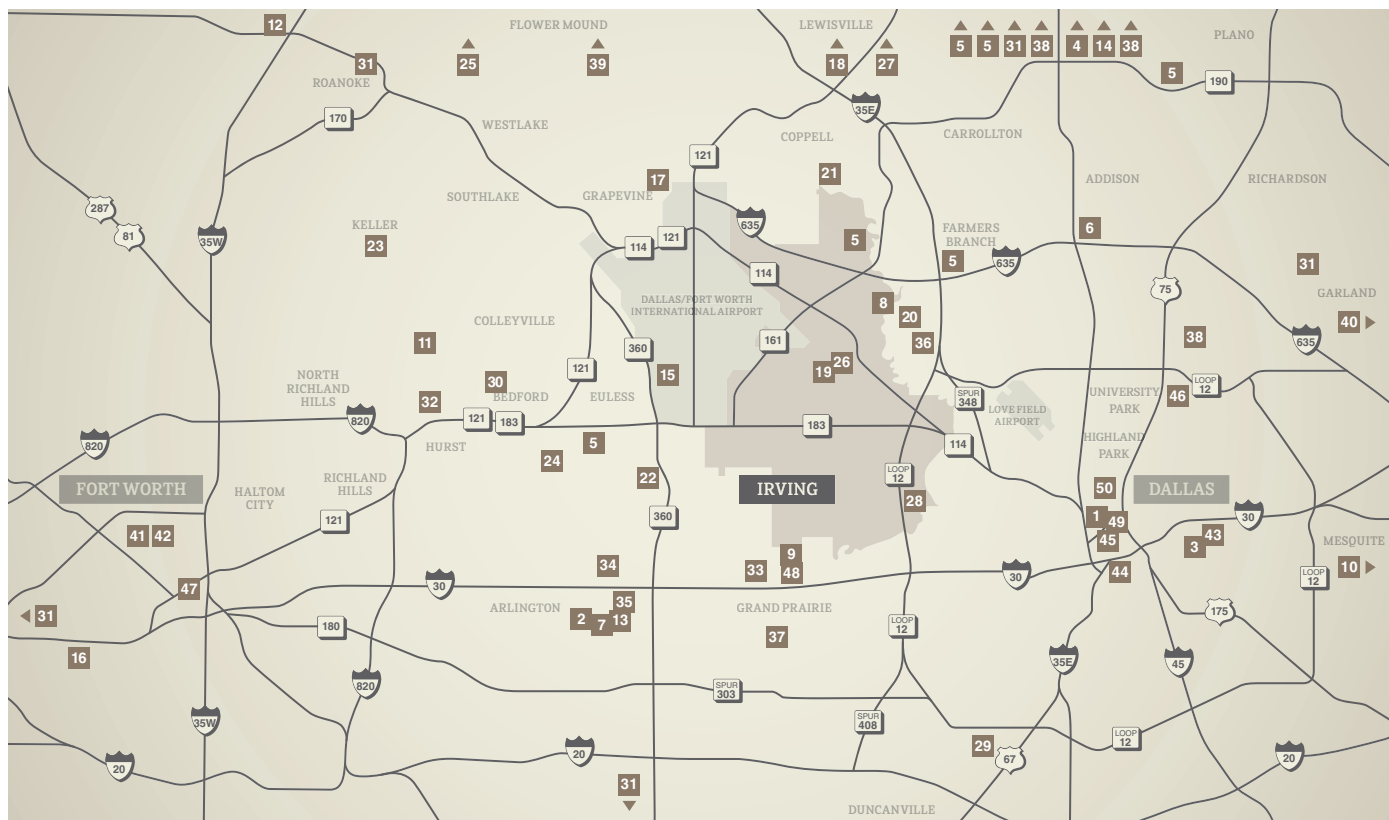 FLOWER MOUND
LEWISVILLE
12
5
5
31
38
4
14
38
PLANO
31
25
39
18
27
5
190
ROANOKE
170
35E
WESTLAKE
COPPELL
CARROLLTON
121
21
17
ADDISON
RICHARDSON
SOUTHLAKE
GRAPEVINE
287
81
35W
KELLER
23
635
FARMERS
BRANCH
6
114
121
5
5
635
31
114
75
GARLAND
DALLAS/FORT WORTH
INTERNATIONAL AIRPORT
8
20
40
COLLEYVILLE
11
360
161
36
38
635
121
15
19
26
NORTH
RICHLAND
HILLS
30
BEDFORD
EULESS
32
LOOP
12
UNIVERSITY
PARK
46
SPUR
348
LOVE FIELD
AIRPORT
820
820
121
183
183
HURST
5
24
114
HIGHLAND
PARK
FORT WORTH
HALTOM
CITY
RICHLAND
HILLS
22
IRVING
LOOP
12
28
50
DALLAS
121
360
1
49
45
30
41
42
43
3
MESQUITE
9
48
33
34
10
47
30
30
44
LOOP
12
31
ARLINGTON
35
2
7
13
GRAND PRAIRIE
37
LOOP
12
175
180
16
820
SPUR
303
35E
45
35W
SPUR
408
29
67
LOOP
12
20
20
20
31
DUNCANVILLE